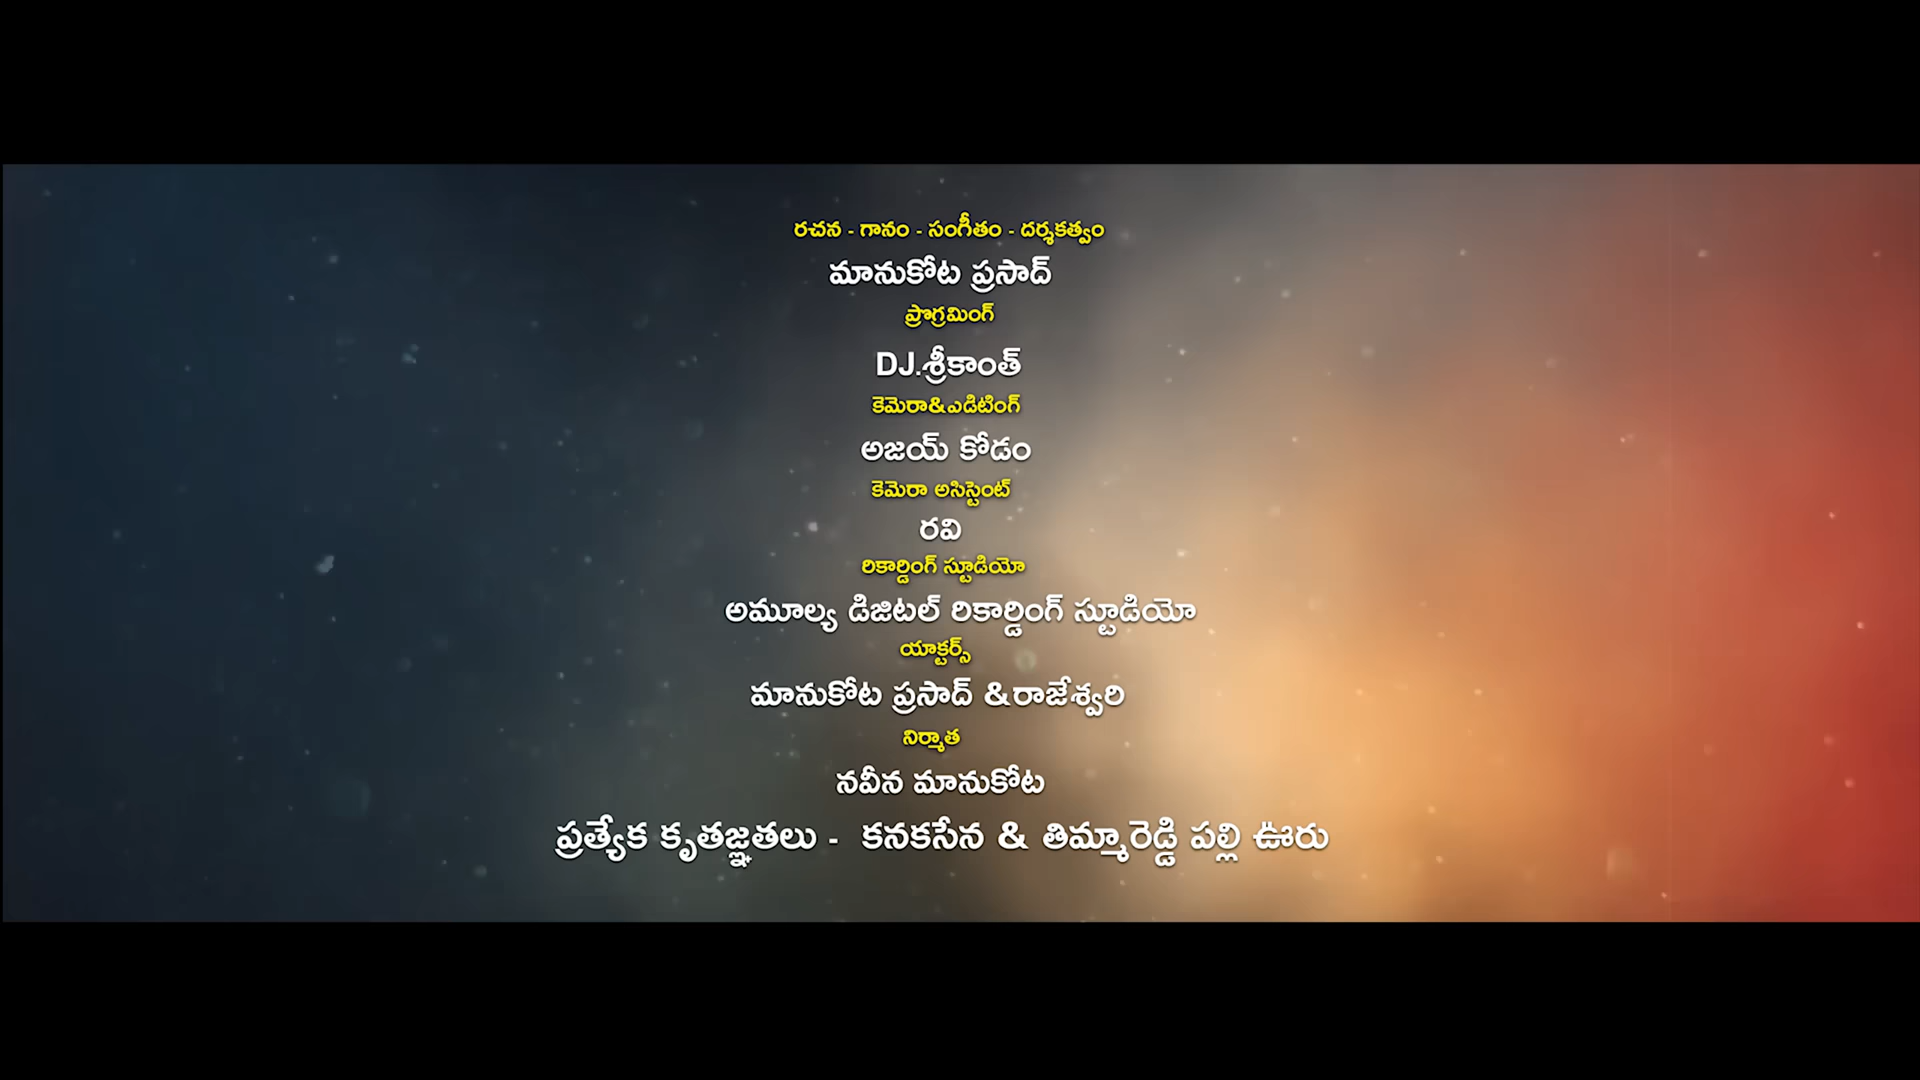 రచన - గానం - సంగీతం - దర్శకత్వం
మానుకోట ప్రసాద్
ప్రొగ్రమింగ్
DJ.శ్రీకాంత్
కెమెరా&ఎడిటింగ్
అజయ్ కోడం
కెమెరా అసిస్టెంట్
రవి
రికార్డింగ్ స్టూడియో
అమూల్య డిజిటల్ రికార్డింగ్ స్టూడియో
యాక్టర్స్
మానుకోట ప్రసాద్ &రాజేశ్వరి
నిర్మాత
నవీన మానుకోట
ప్రత్యేక కృతజ్ఞతలు - కనకసేన & తిమ్మారెడ్డి పల్లి ఊరు